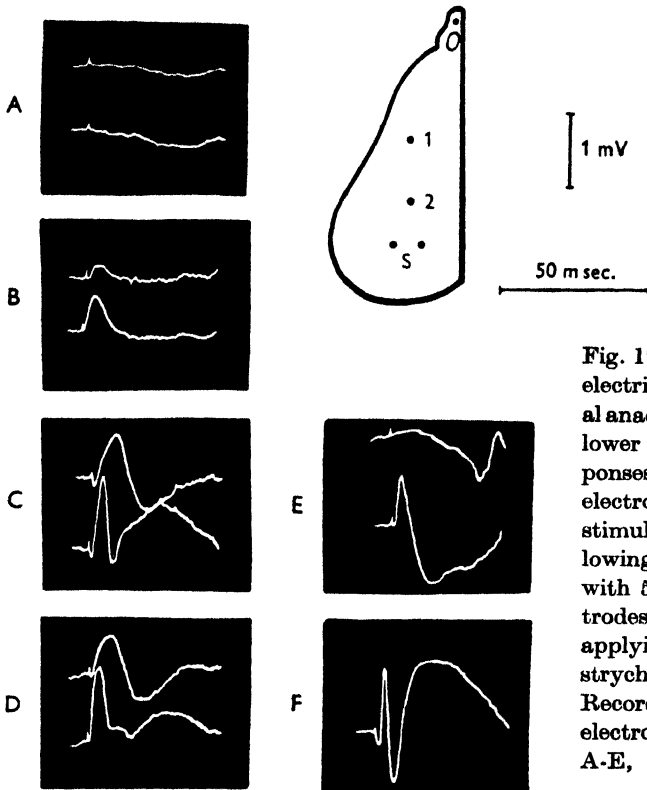 A
B
C
D
E
F
O
1
2
S
1 mV
50 m sec.
Fig. 1
electri
al anae
lower
ponses
electro
stimul
lowing
with 5
trodes
applyi
strych
Record
electro
A-E,